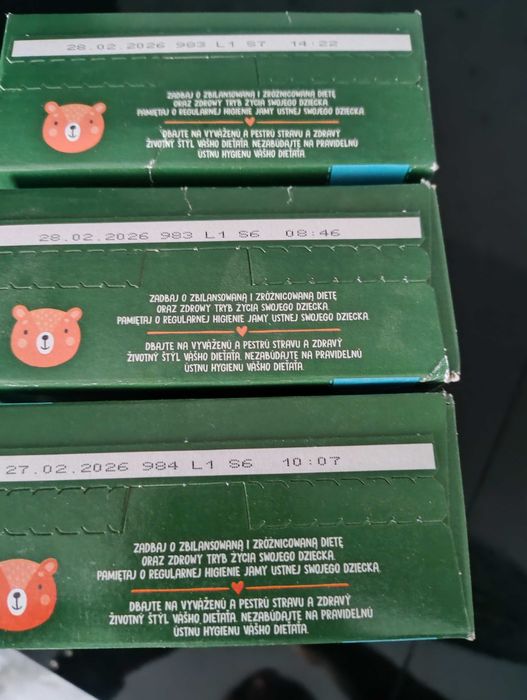 28.02.2026 983 L1 S7 14:22
ZADBAJ O ZBILANSOWANĄ I ZRÓŻNICOWANĄ DIETĘ
ORAZ ZDROWY TRYB ŻYCIA SWOJEGO DZIECKA.
PAMIĘTAJ O REGULARNEJ HIGIENIE JAMY USTNEJ SWOJEGO DZIECKA.
DBAJTE NA VYVÁŽENÚ A PESTRÚ STRAVU A ZDRAVÝ
ŽIVOTNÝ ŠTÝL VÁŠHO DIEŤAŤA. NEZABÚDAJTE NA PRAVIDELNÚ
ÚSTNU HYGIENU VÁŠHO DIEŤAŤA.
28.02.2026 983 L1 S6 08:46
ZADBAJ O ZBILANSOWANĄ I ZRÓŻNICOWANĄ DIETĘ
ORAZ ZDROWY TRYB ŻYCIA SWOJEGO DZIECKA.
PAMIĘTAJ O REGULARNEJ HIGIENIE JAMY USTNEJ SWOJEGO DZIECKA.
DBAJTE NA VYVÁŽENÚ A PESTRÚ STRAVU A ZDRAVÝ
ŽIVOTNÝ ŠTÝL VÁŠHO DIEŤAŤA. NEZABÚDAJTE NA PRAVIDELNÚ
ÚSTNU HYGIENU VÁŠHO DIEŤAŤA.
27.02.2026 984 L1 S6 10:07
ZADBAJ O ZBILANSOWANĄ I ZRÓŻNICOWANĄ DIETĘ
ORAZ ZDROWY TRYB ŻYCIA SWOJEGO DZIECKA.
PAMIĘTAJ O REGULARNEJ HIGIENIE JAMY USTNEJ SWOJEGO DZIECKA.
DBAJTE NA VYVÁŽENÚ A PESTRÚ STRAVU A ZDRAVÝ
ŽIVOTNÝ ŠTÝL VÁŠHO DIEŤAŤA. NEZABÚDAJTE NA PRAVIDELNÚ
ÚSTNU HYGIENU VÁŠHO DIEŤAŤA.